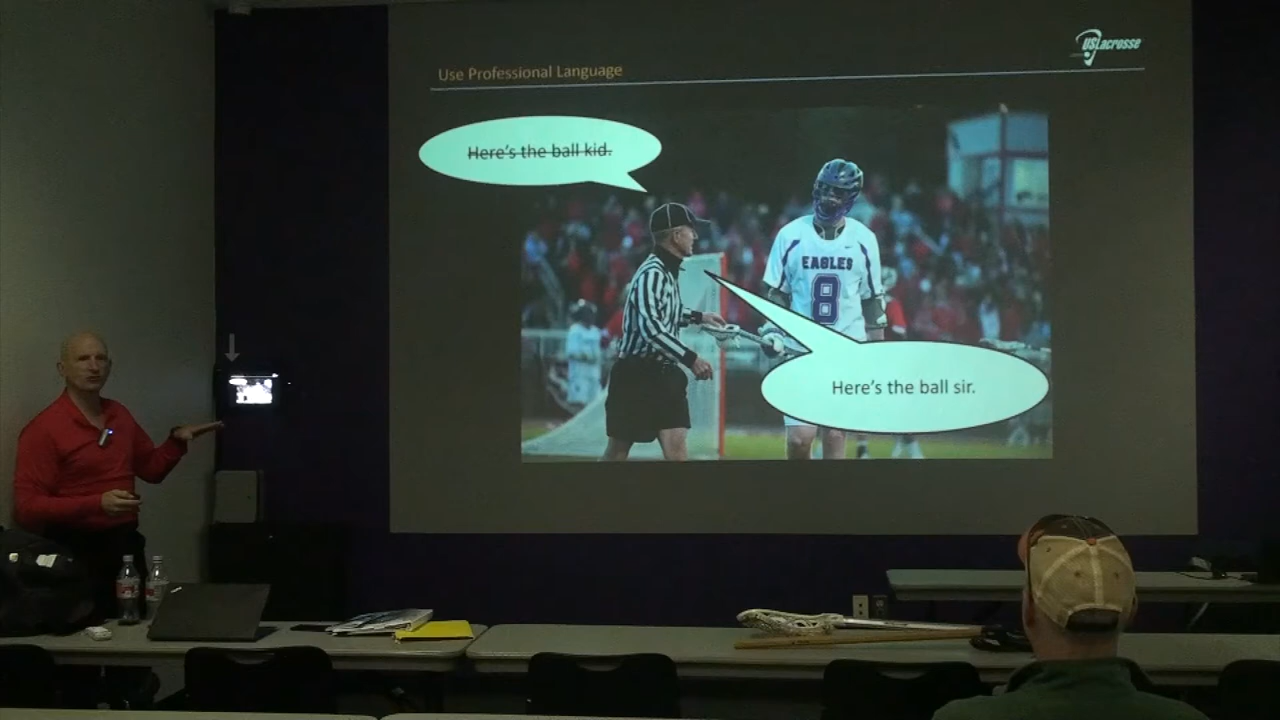 USLacrosse
Use Professional Language
Here's the ball kid.
EAGLES
8
Here's the ball sir.